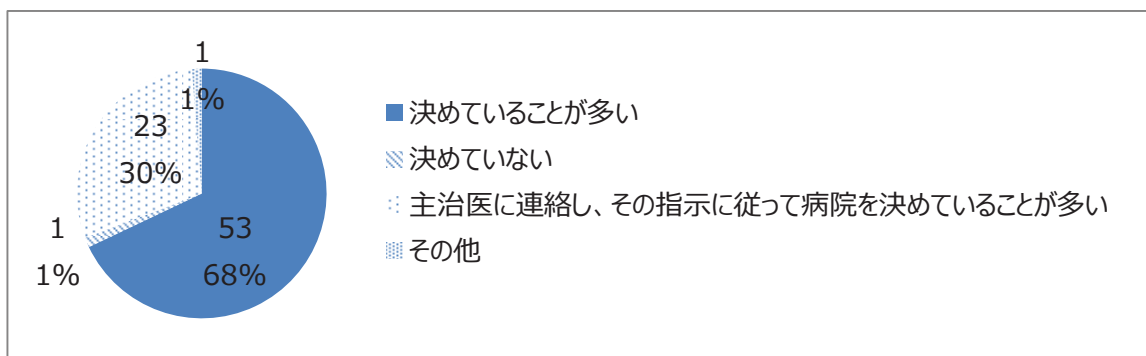 1
1%
23
30%
1
1%
53
68%
決めていることが多い
決めていない
主治医に連絡し、その指示に従って病院を決めていることが多い
その他